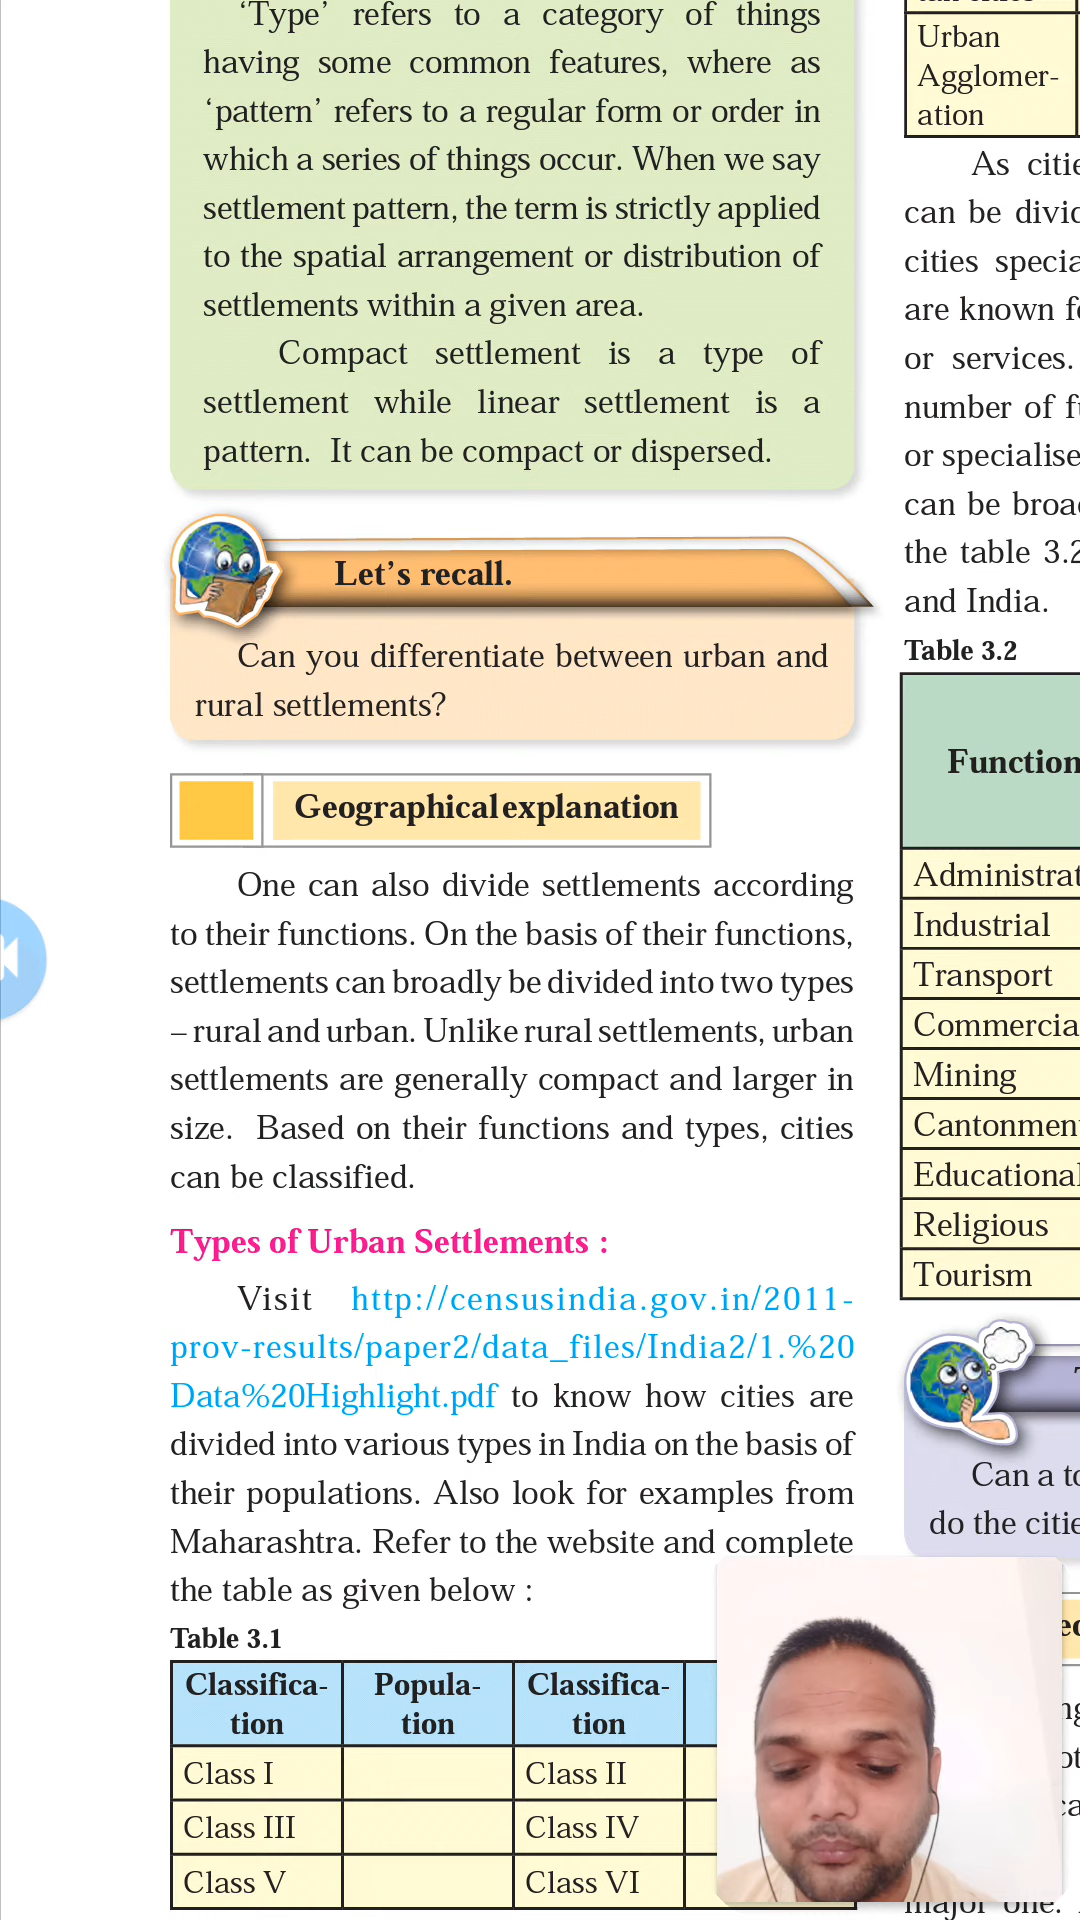 ‘Type’ refers to a category of things
having some common features, where as
‘pattern’ refers to a regular form or order in
which a series of things occur. When we say
settlement pattern, the term is strictly applied
to the spatial arrangement or distribution of
settlements within a given area.
Compact settlement is a type of
settlement while linear settlement is a
pattern. It can be compact or dispersed.
Let’s recall.
Can you differentiate between urban and
rural settlements?
Geographical explanation
One can also divide settlements according
to their functions. On the basis of their functions,
settlements can broadly be divided into two types
– rural and urban. Unlike rural settlements, urban
settlements are generally compact and larger in
size. Based on their functions and types, cities
can be classified.
Types of Urban Settlements :
Visit http://censusindia.gov.in/2011-
prov-results/paper2/data_files/India2/1.%20
Data%20Highlight.pdf to know how cities are
divided into various types in India on the basis of
their populations. Also look for examples from
Maharashtra. Refer to the website and complete
the table as given below :
Table 3.1
Classifica-
tion
Popula-
tion
Classifica-
tion
Class I
Class II
Class III
Class IV
Class V
Class VI
Urban
Agglomer-
ation
As
can be
cities
are known
or services.
number of
or
can be
the table 3.2
and India.
Table 3.2
Function
Industrial
Transport
Mining
Educational
Religious
Tourism
Can a
do the
major one.